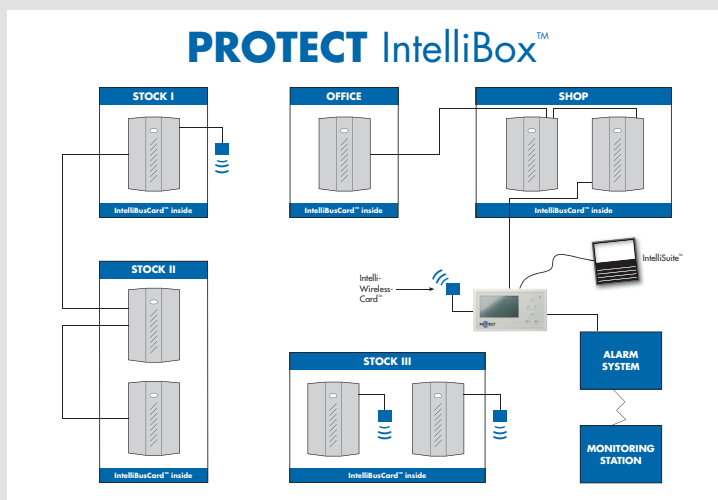 PROTECT IntelliBox™
STOCK I
OFFICE
SHOP
IntelliBusCard™ inside
IntelliBusCard™ inside
IntelliBusCard™ inside
STOCK II
Intelli-
Wireless-
Card™
IntelliSuite™
PROTECT
STOCK III
ALARM
SYSTEM
MONITORING
STATION
IntelliBusCard™ inside
IntelliBusCard™ inside